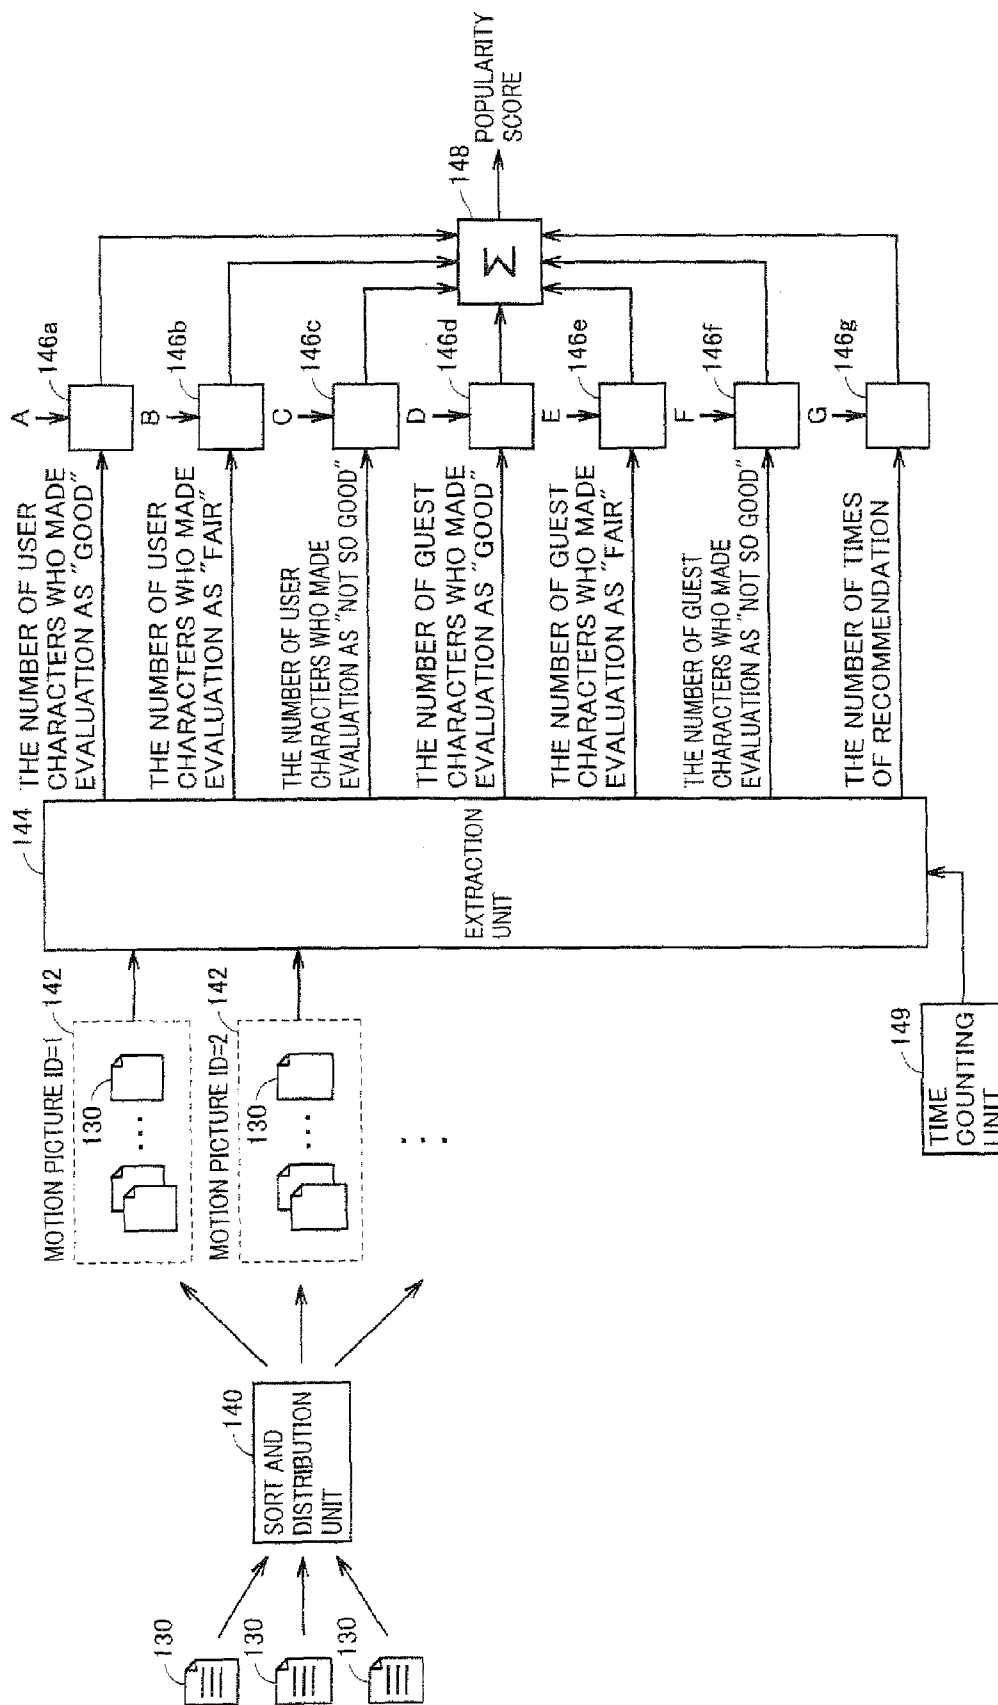 130
130
130
140
SORT AND
DISTRIBUTION
UNIT
MOTION PICTURE ID=1
142
130
...
MOTION PICTURE ID=2
142
130
...
...
144
EXTRACTION
UNIT
149
TIME
COUNTING
UNIT
THE NUMBER OF USER
CHARACTERS WHO MADE
EVALUATION AS "GOOD"
A
146a
THE NUMBER OF USER
CHARACTERS WHO MADE
EVALUATION AS "FAIR"
B
146b
THE NUMBER OF USER
CHARACTERS WHO MADE
EVALUATION AS "NOT SO GOOD"
C
146c
THE NUMBER OF GUEST
CHARACTERS WHO MADE
EVALUATION AS "GOOD"
D
146d
THE NUMBER OF GUEST
CHARACTERS WHO MADE
EVALUATION AS "FAIR"
E
146e
THE NUMBER OF GUEST
CHARACTERS WHO MADE
EVALUATION AS "NOT SO GOOD"
F
146f
THE NUMBER OF TIMES
OF RECOMMENDATION
G
146g
148
Σ
POPULARITY
SCORE